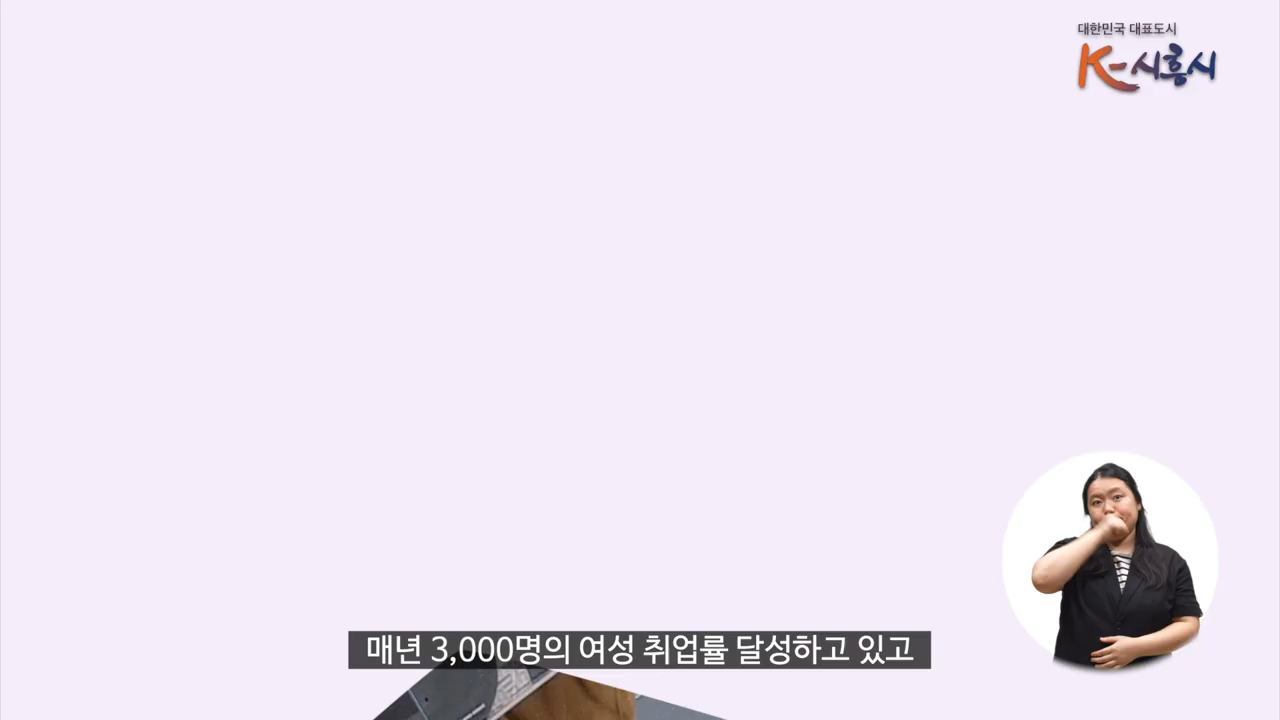 대한민국 대표도시
K-시흥시
매년 3,000명의 여성 취업률 달성하고 있고